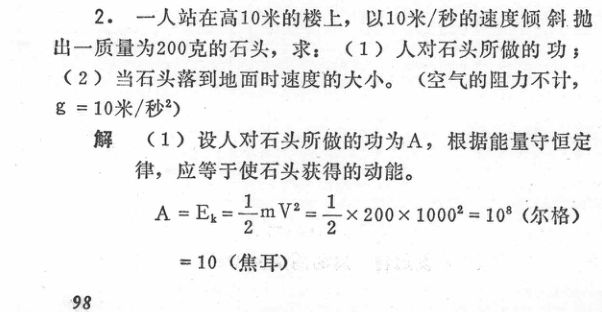 2. 一人站在高10米的楼上，以10米/秒的速度倾斜抛
出一质量为200克的石头，求：（1）人对石头所做的功；
（2）当石头落到地面时速度的大小。（空气的阻力不计，
g = 10米/秒²）
解 （1）设人对石头所做的功为A，根据能量守恒定
律，应等于使石头获得的动能。
A = Eₖ = 1/2 mV² = 1/2 × 200 × 1000² = 10⁸（尔格）
= 10（焦耳）
98